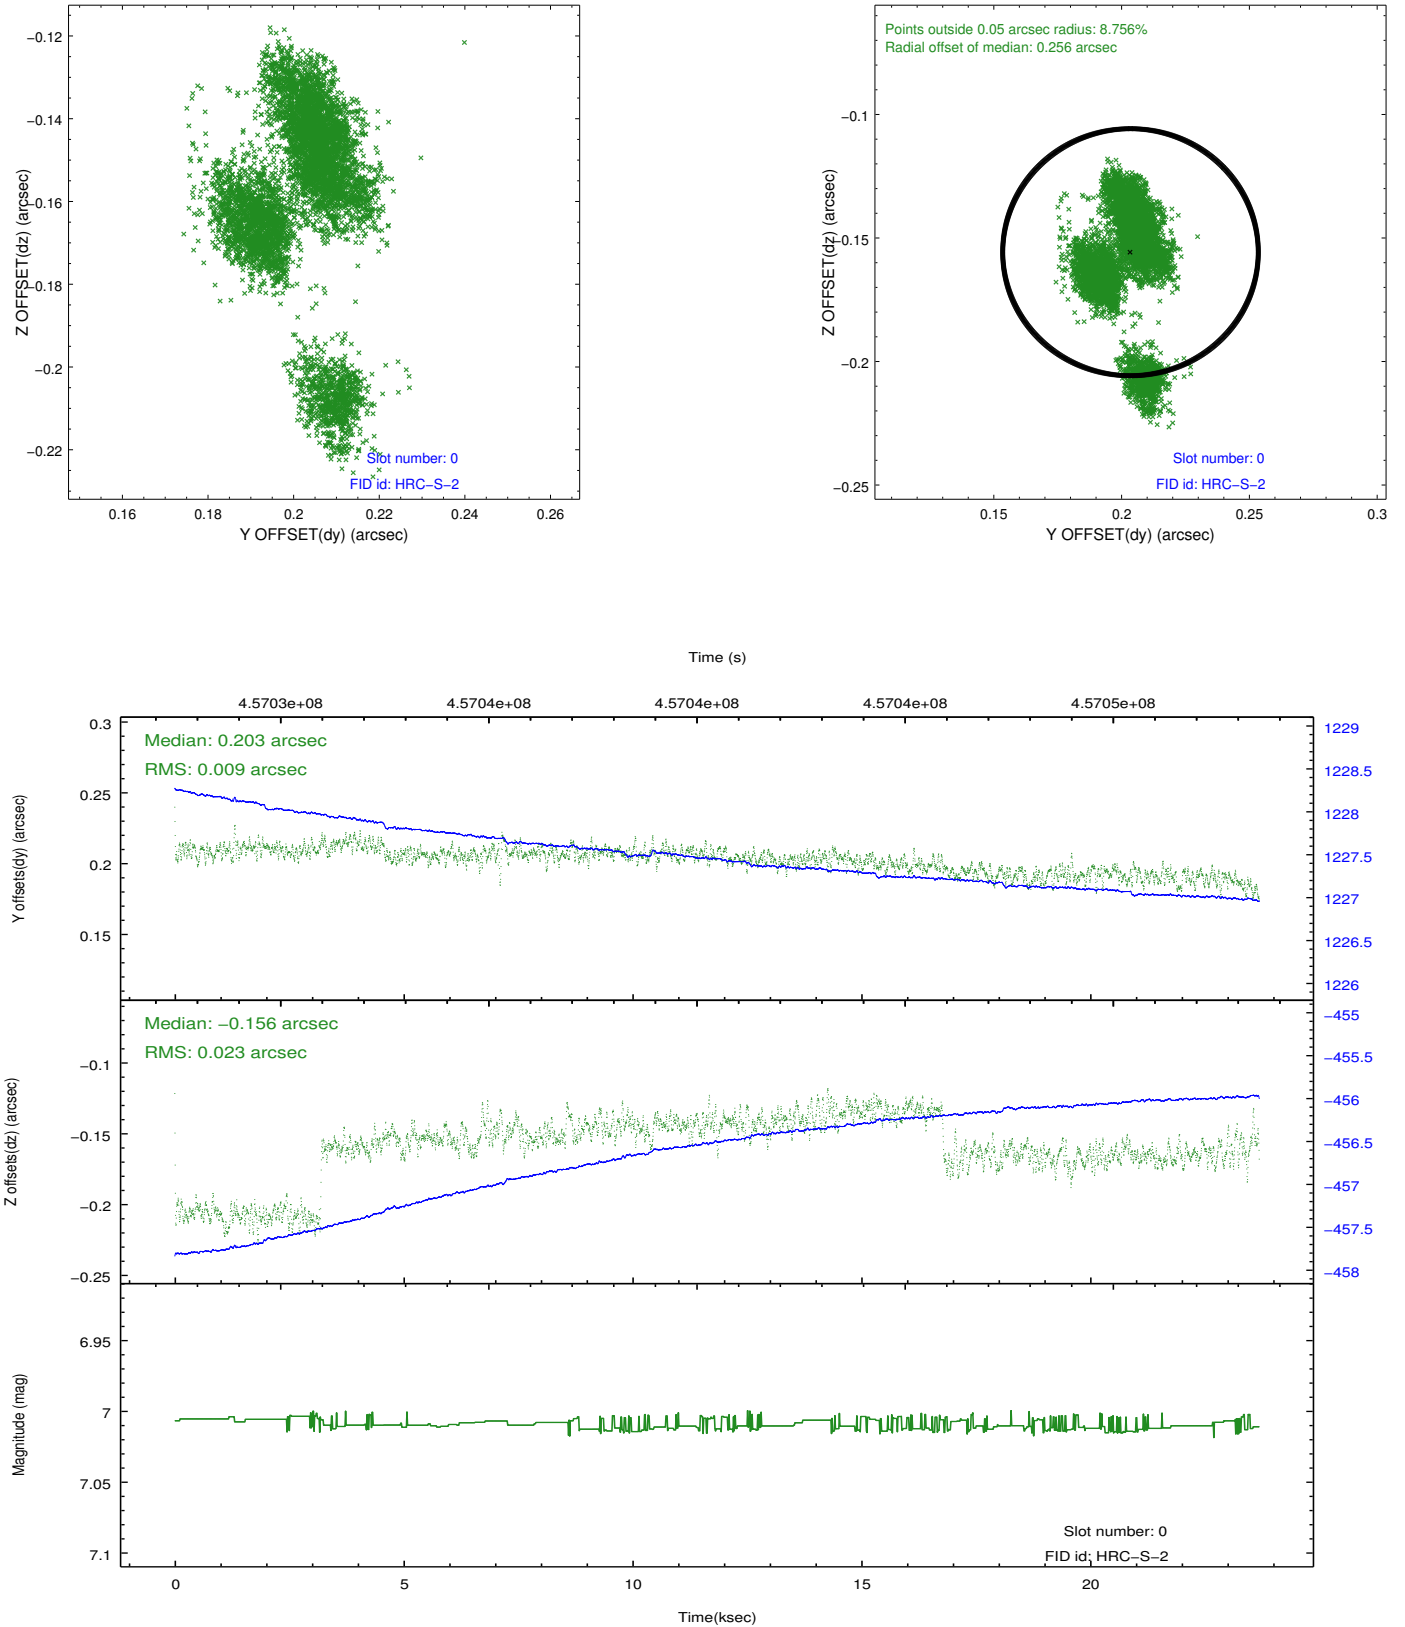 −0.12
−0.14
−0.16
−0.18
−0.2
−0.22
Z OFFSET(dz) (arcsec)
0.16
0.18
0.2
0.22
0.24
0.26
Y OFFSET(dy) (arcsec)
Slot number: 0
FID id: HRC−S−2
Points outside 0.05 arcsec radius: 8.756%
Radial offset of median: 0.256 arcsec
−0.1
−0.15
−0.2
−0.25
Z OFFSET(dz) (arcsec)
0.15
0.2
0.25
0.3
Y OFFSET(dy) (arcsec)
Slot number: 0
FID id: HRC−S−2
Time (s)
4.5703e+08
4.5704e+08
4.5704e+08
4.5704e+08
4.5705e+08
Median: 0.203 arcsec
RMS: 0.009 arcsec
0.3
0.25
0.2
0.15
Y offsets(dy) (arcsec)
1229
1228.5
1228
1227.5
1227
1226.5
1226
Median: −0.156 arcsec
RMS: 0.023 arcsec
−0.1
−0.15
−0.2
−0.25
Z offsets(dz) (arcsec)
−455
−455.5
−456
−456.5
−457
−457.5
−458
6.95
7
7.05
7.1
Magnitude (mag)
Slot number: 0
FID id: HRC−S−2
0
5
10
15
20
Time(ksec)